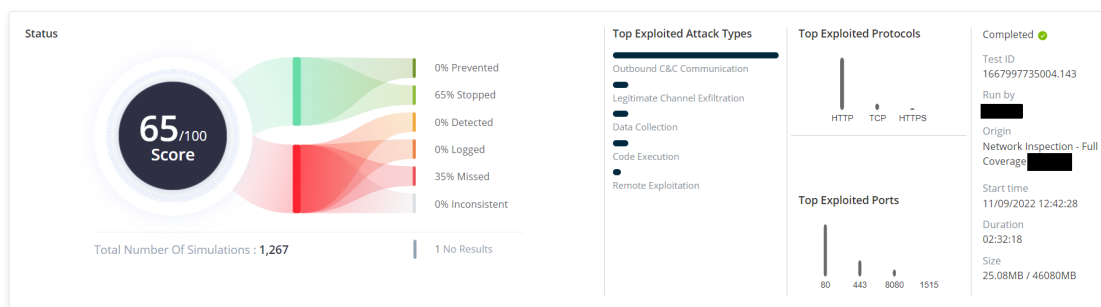 Status
65/100
Score
0% Prevented
65% Stopped
0% Detected
0% Logged
35% Missed
0% Inconsistent
Total Number Of Simulations : 1,267
1 No Results
Top Exploited Attack Types
Outbound C&C Communication
Legitimate Channel Exfiltration
Data Collection
Code Execution
Remote Exploitation
Top Exploited Protocols
HTTP TCP HTTPS
Top Exploited Ports
80 443 8080 1515
Completed
Test ID
1667997735004.143
Run by
Origin
Network Inspection - Full
Coverage
Start time
11/09/2022 12:42:28
Duration
02:32:18
Size
25.08MB / 46080MB